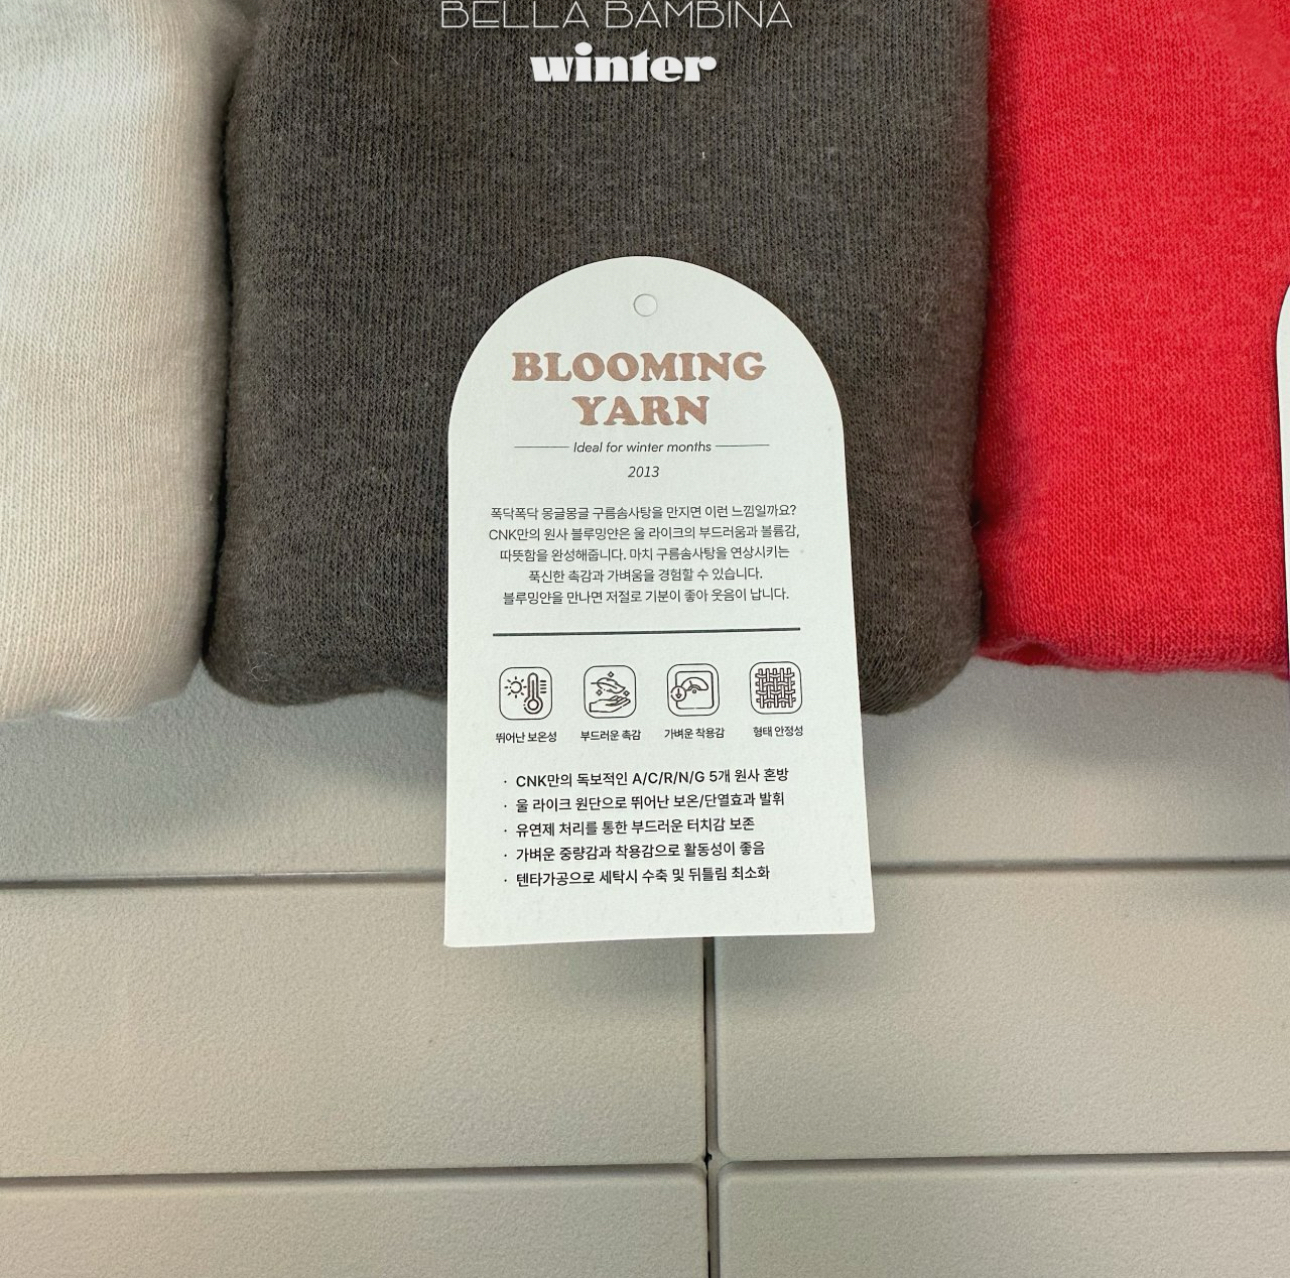 BELLA BAMBINA
winter
BLOOMING
YARN
Ideal for winter months
2013
폭닥폭닥 몽글몽글 구름솜사탕을 만지면 이런 느낌일까요?
CNK만의 원사 블루밍얀은 울 라이크의 부드러움과 볼륨감,
따뜻함을 완성해줍니다. 마치 구름솜사탕을 연상시키는
푹신한 촉감과 가벼움을 경험할 수 있습니다.
블루밍얀을 만나면 저절로 기분이 좋아 웃음이 납니다.
뛰어난 보온성 부드러운 촉감 가벼운 착용감 형태 안정성
· CNK만의 독보적인 A/C/R/N/G 5개 원사 혼방
· 울 라이크 원단으로 뛰어난 보온/단열효과 발휘
· 유연제 처리를 통한 부드러운 터치감 보존
· 가벼운 중량감과 착용감으로 활동성이 좋음
· 텐타가공으로 세탁시 수축 및 뒤틀림 최소화